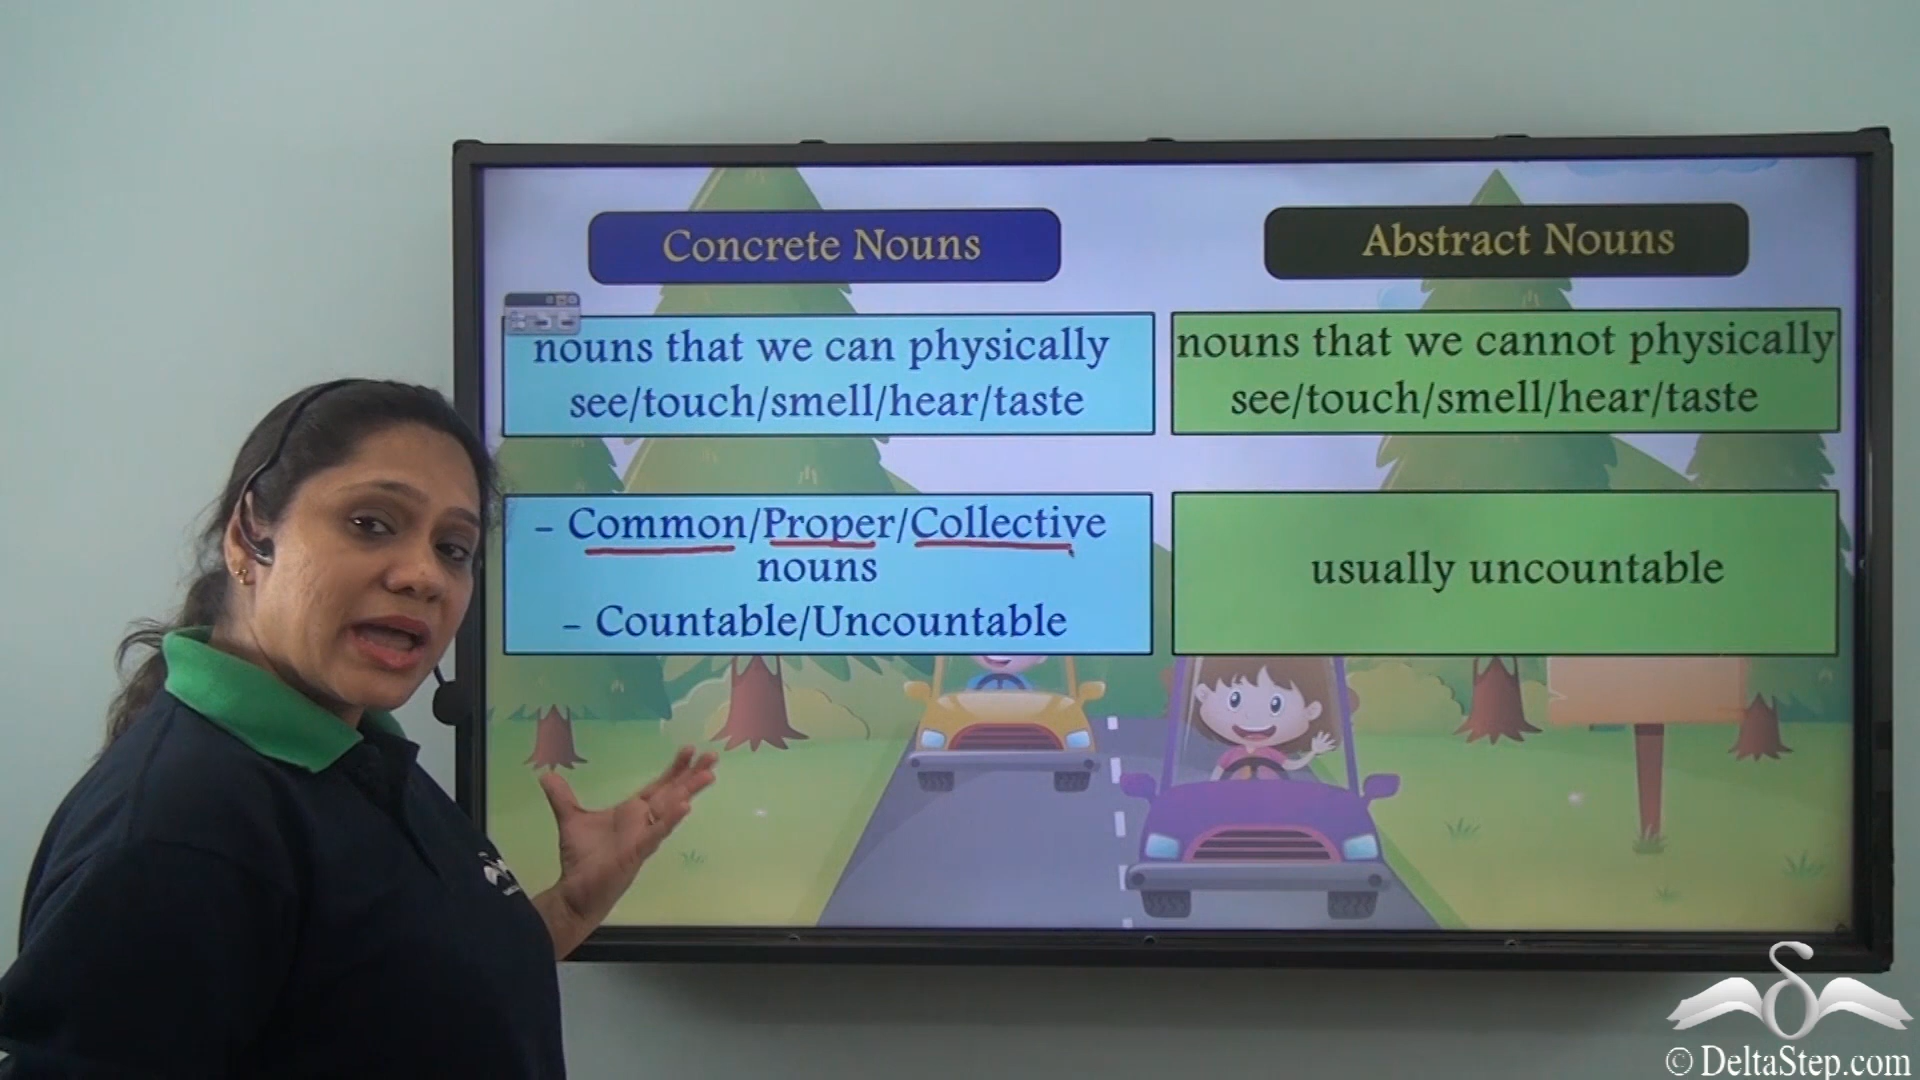 Concrete Nouns
Abstract Nouns
nouns that we can physically
see/touch/smell/hear/taste
nouns that we cannot physically
see/touch/smell/hear/taste
- Common/Proper/Collective
nouns
- Countable/Uncountable
usually uncountable
© DeltaStep.com